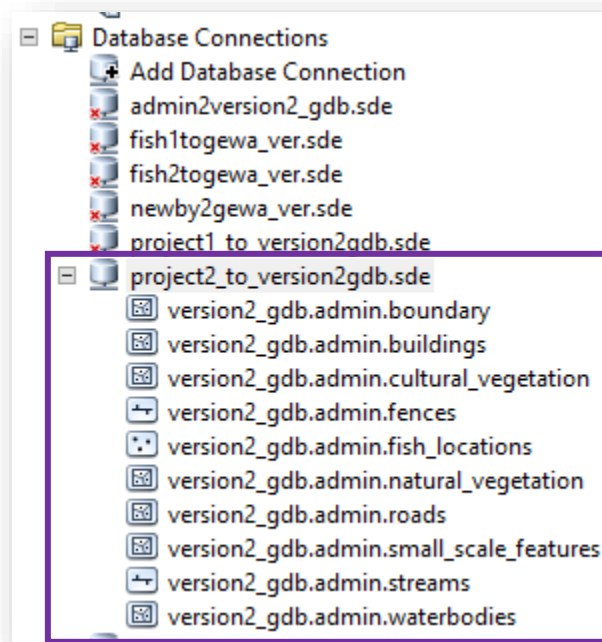 Database Connections
Add Database Connection
admin2version2_gdb.sde
fish1togewa_ver.sde
fish2togewa_ver.sde
newby2gewa_ver.sde
project1_to_version2gdb.sde
project2_to_version2gdb.sde
version2_gdb.admin.boundary
version2_gdb.admin.buildings
version2_gdb.admin.cultural_vegetation
version2_gdb.admin.fences
version2_gdb.admin.fish_locations
version2_gdb.admin.natural_vegetation
version2_gdb.admin.roads
version2_gdb.admin.small_scale_features
version2_gdb.admin.streams
version2_gdb.admin.waterbodies